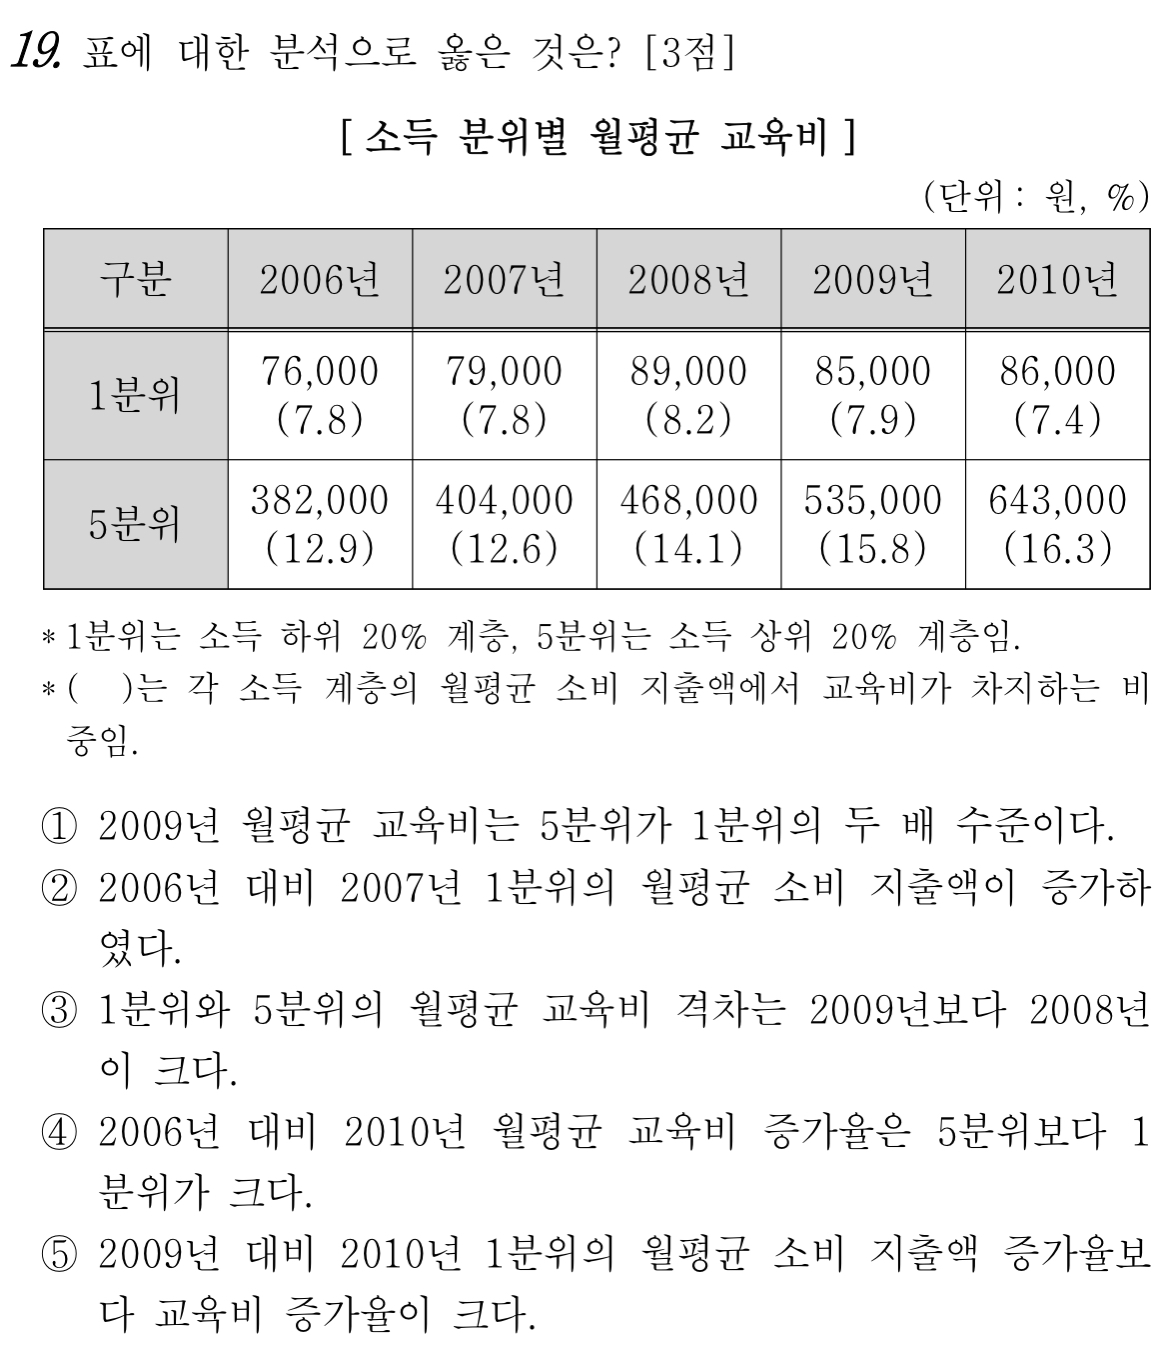 19. 표에 대한 분석으로 옳은 것은? [3점]
[ 소득 분위별 월평균 교육비 ]
(단위 : 원, %)
구분 2006년 2007년 2008년 2009년 2010년
1분위 76,000 79,000 89,000 85,000 86,000
(7.8) (7.8) (8.2) (7.9) (7.4)
5분위 382,000 404,000 468,000 535,000 643,000
(12.9) (12.6) (14.1) (15.8) (16.3)
* 1분위는 소득 하위 20% 계층, 5분위는 소득 상위 20% 계층임.
* ( )는 각 소득 계층의 월평균 소비 지출액에서 교육비가 차지하는 비
중임.
① 2009년 월평균 교육비는 5분위가 1분위의 두 배 수준이다.
② 2006년 대비 2007년 1분위의 월평균 소비 지출액이 증가하
였다.
③ 1분위와 5분위의 월평균 교육비 격차는 2009년보다 2008년
이 크다.
④ 2006년 대비 2010년 월평균 교육비 증가율은 5분위보다 1
분위가 크다.
⑤ 2009년 대비 2010년 1분위의 월평균 소비 지출액 증가율보
다 교육비 증가율이 크다.